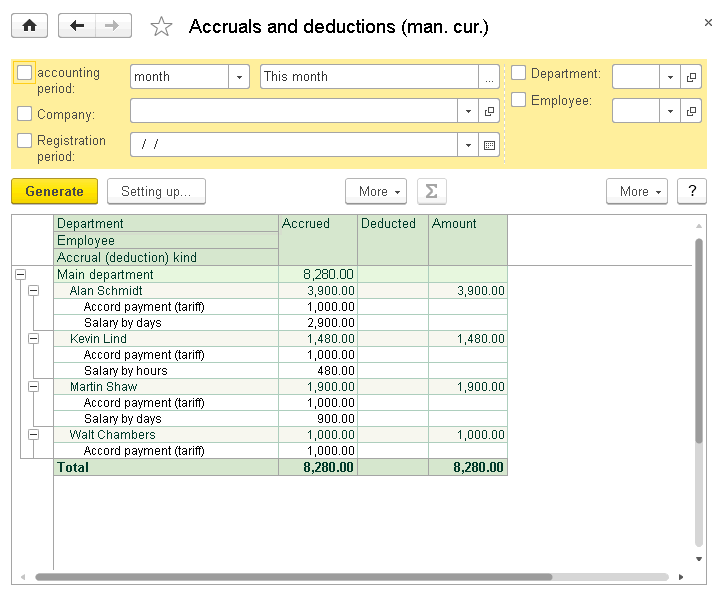 Accruals and deductions (man. cur.)
×
accounting period: month This month ... Department:
Company: Employee:
Registration period: / /
Generate Setting up... More Σ More ?
Department Accrued Deducted Amount
Employee
Accrual (deduction) kind
Main department 8,280.00
Alan Schmidt 3,900.00 3,900.00
Accord payment (tariff) 1,000.00
Salary by days 2,900.00
Kevin Lind 1,480.00 1,480.00
Accord payment (tariff) 1,000.00
Salary by hours 480.00
Martin Shaw 1,900.00 1,900.00
Accord payment (tariff) 1,000.00
Salary by days 900.00
Walt Chambers 1,000.00 1,000.00
Accord payment (tariff) 1,000.00
Total 8,280.00 8,280.00